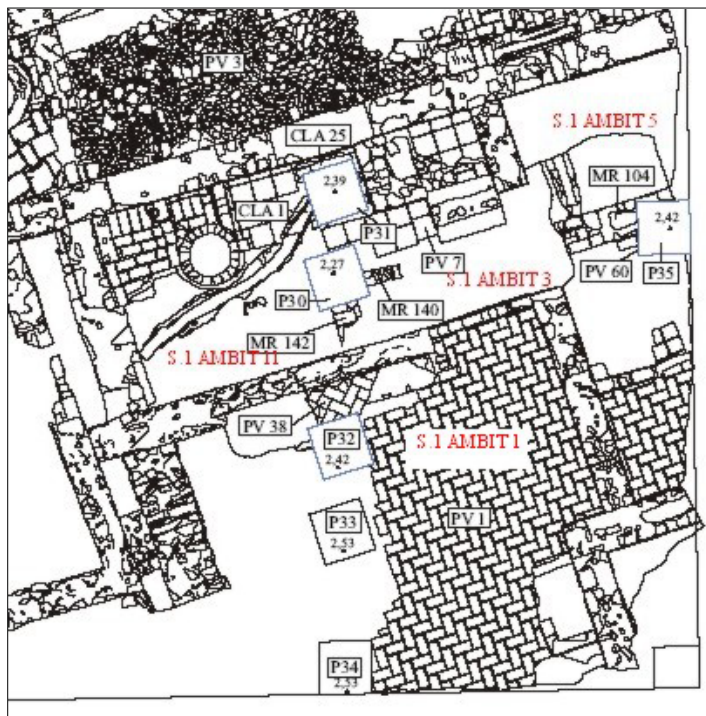 PV 3
S.1 AMBIT 5
CLA 25
2,39
MR 104
CLA 1
2,42
P31
PV 7
2,27
PV 60
P35
S.1 AMBIT 3
P30
MR 140
MR 142
S.1 AMBIT 11
PV 38
P32
S.1 AMBIT 1
2,42
P33
PV 1
2,53
P34
2,53